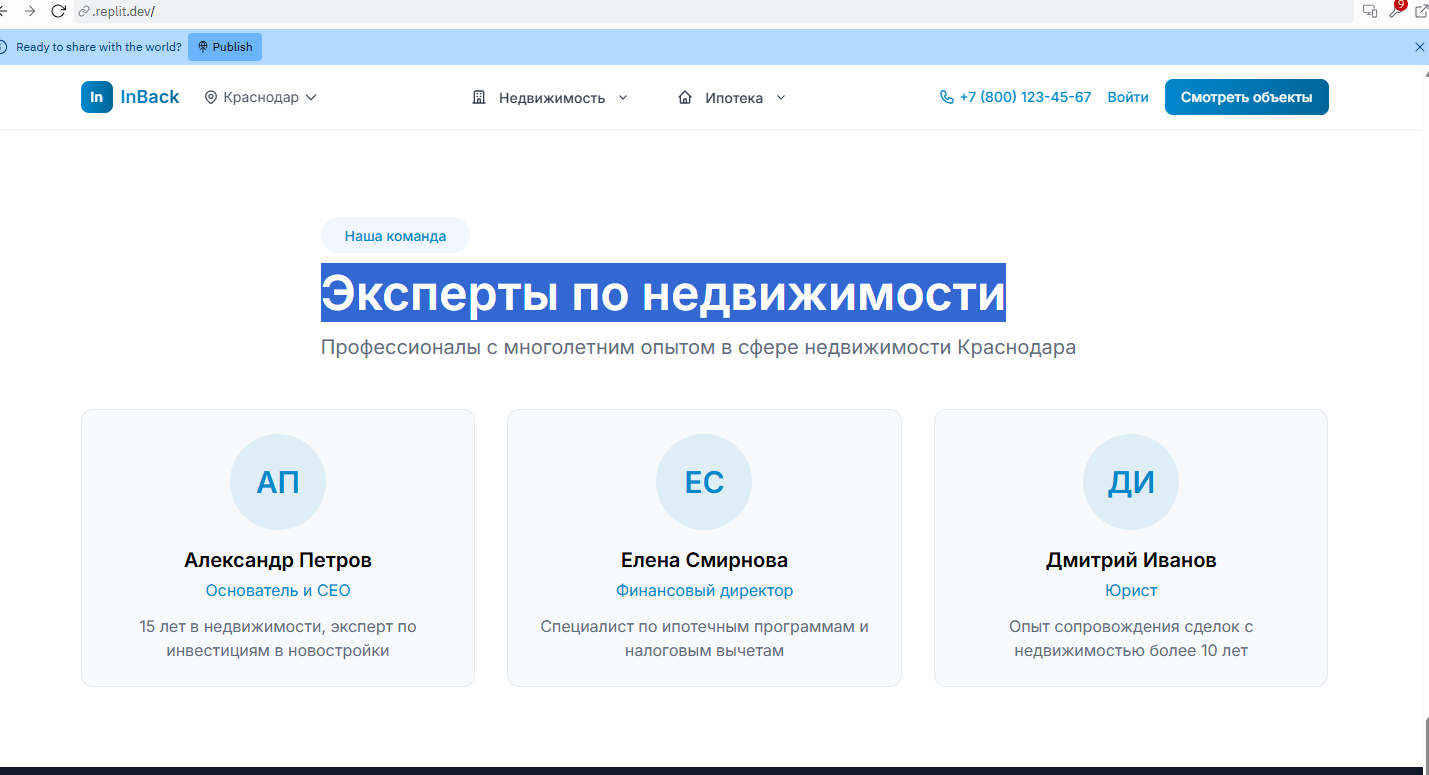 .replit.dev/
9
Ready to share with the world? Publish
In InBack Краснодар Недвижимость Ипотека +7 (800) 123-45-67 Войти Смотреть объекты
Наша команда
Эксперты по недвижимости
Профессионалы с многолетним опытом в сфере недвижимости Краснодара
АП
Александр Петров
Основатель и CEO
15 лет в недвижимости, эксперт по
инвестициям в новостройки
ЕС
Елена Смирнова
Финансовый директор
Специалист по ипотечным программам и
налоговым вычетам
ДИ
Дмитрий Иванов
Юрист
Опыт сопровождения сделок с
недвижимостью более 10 лет